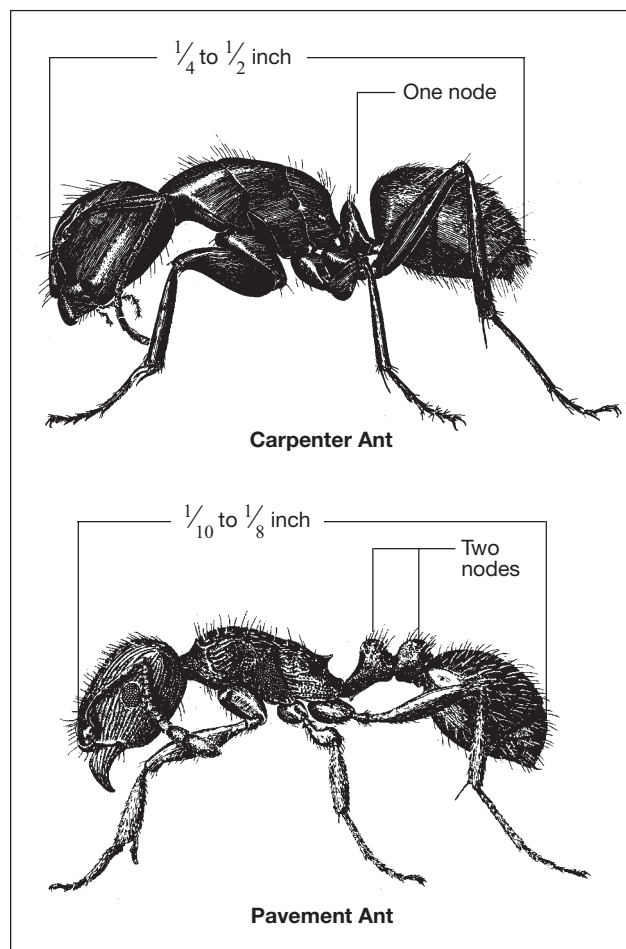 1/4 to 1/2 inch
One node
Carpenter Ant
1/10 to 1/8 inch
Two
nodes
Pavement Ant